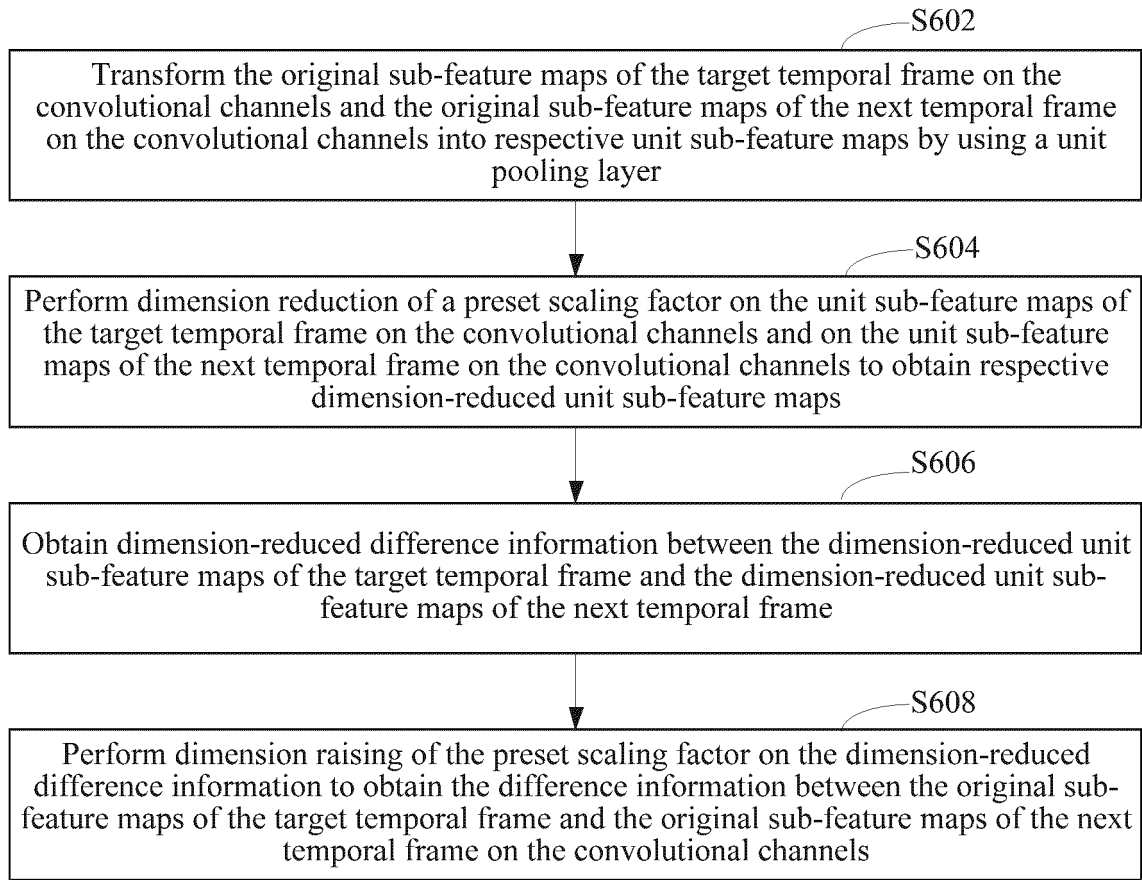 S602
Transform the original sub-feature maps of the target temporal frame on the
convolutional channels and the original sub-feature maps of the next temporal frame
on the convolutional channels into respective unit sub-feature maps by using a unit
pooling layer
S604
Perform dimension reduction of a preset scaling factor on the unit sub-feature maps of
the target temporal frame on the convolutional channels and on the unit sub-feature
maps of the next temporal frame on the convolutional channels to obtain respective
dimension-reduced unit sub-feature maps
S606
Obtain dimension-reduced difference information between the dimension-reduced unit
sub-feature maps of the target temporal frame and the dimension-reduced unit sub-
feature maps of the next temporal frame
S608
Perform dimension raising of the preset scaling factor on the dimension-reduced
difference information to obtain the difference information between the original sub-
feature maps of the target temporal frame and the original sub-feature maps of the next
temporal frame on the convolutional channels